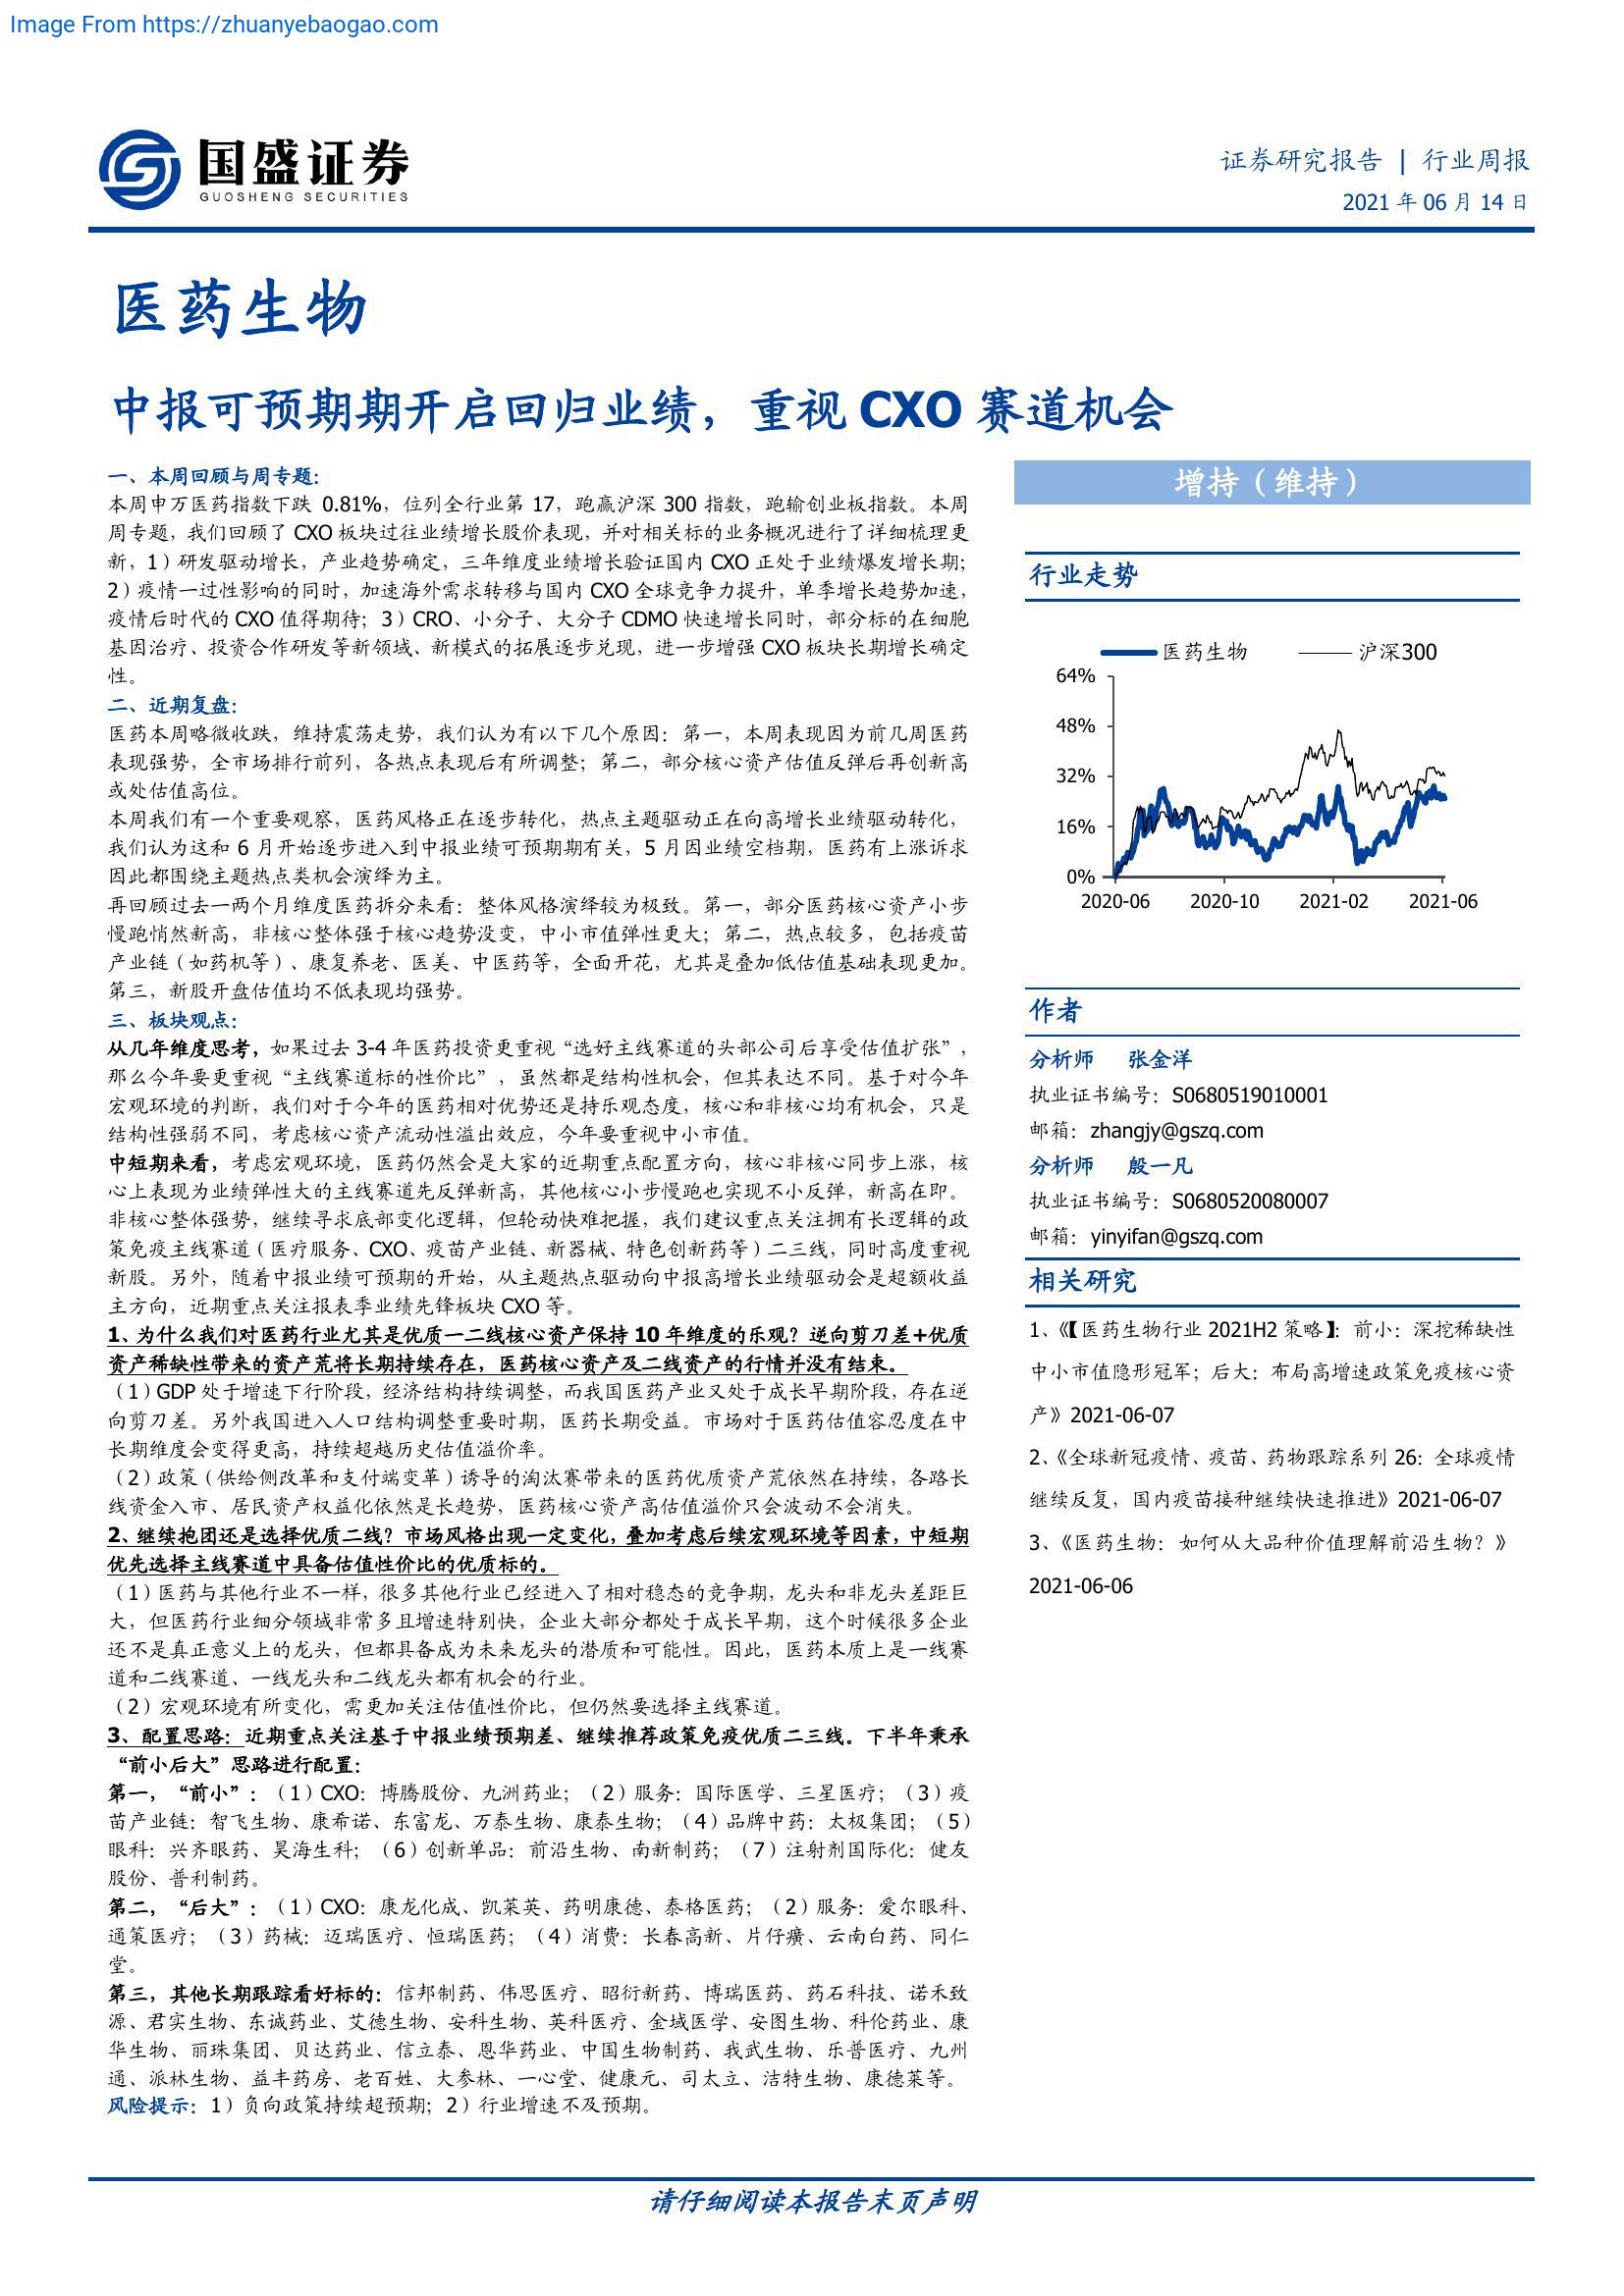 Image From https://zhuanyebaogao.com
国盛证券
GUOSHENG SECURITIES
证券研究报告 | 行业周报
2021 年 06 月 14 日
医药生物
中报可预期期开启回归业绩，重视 CXO 赛道机会
一、本周回顾与周专题：
本周申万医药指数下跌 0.81%，位列全行业第 17，跑赢沪深 300 指数，跑输创业板指数。本周
周专题，我们回顾了 CXO 板块过往业绩增长股价表现，并对相关标的业务概况进行了详细梳理更
新，1）研发驱动增长，产业趋势确定，三年维度业绩增长验证国内 CXO 正处于业绩爆发增长期；
2）疫情一过性影响的同时，加速海外需求转移与国内 CXO 全球竞争力提升，单季增长趋势加速，
疫情后时代的 CXO 值得期待；3）CRO、小分子、大分子 CDMO 快速增长同时，部分标的在细胞
基因治疗、投资合作研发等新领域、新模式的拓展逐步兑现，进一步增强 CXO 板块长期增长确定
性。
二、近期复盘：
医药本周略微收跌，维持震荡走势，我们认为有以下几个原因：第一，本周表现因为前几周医药
表现强势，全市场排行前列，各热点表现后有所调整；第二，部分核心资产估值反弹后再创新高
或处估值高位。
本周我们有一个重要观察，医药风格正在逐步转化，热点主题驱动正在向高增长业绩驱动转化，
我们认为这和 6 月开始逐步进入到中报业绩可预期期有关，5 月因业绩空档期，医药有上涨诉求
因此都围绕主题热点类机会演绎为主。
再回顾过去一两个月维度医药拆分来看：整体风格演绎较为极致。第一，部分医药核心资产小步
慢跑悄然新高，非核心整体强于核心趋势没变，中小市值弹性更大；第二，热点较多，包括疫苗
产业链（如药机等）、康复养老、医美、中医药等，全面开花，尤其是叠加低估值基础表现更加。
第三，新股开盘估值均不低表现均强势。
三、板块观点：
从几年维度思考，如果过去 3-4 年医药投资更重视“选好主线赛道的头部公司后享受估值扩张”，
那么今年要更重视“主线赛道标的性价比”，虽然都是结构性机会，但其表达不同。基于对今年
宏观环境的判断，我们对于今年的医药相对优势还是持乐观态度，核心和非核心均有机会，只是
结构性强弱不同，考虑核心资产流动性溢出效应，今年要重视中小市值。
中短期来看，考虑宏观环境，医药仍然会是大家的近期重点配置方向，核心非核心同步上涨，核
心上表现为业绩弹性大的主线赛道先反弹新高，其他核心小步慢跑也实现不小反弹，新高在即。
非核心整体强势，继续寻求底部变化逻辑，但轮动快难把握，我们建议重点关注拥有长逻辑的政
策免疫主线赛道（医疗服务、CXO、疫苗产业链、新器械、特色创新药等）二三线，同时高度重视
新股。另外，随着中报业绩可预期的开始，从主题热点驱动向中报高增长业绩驱动会是超额收益
主方向，近期重点关注报表季业绩先锋板块 CXO 等。
1、为什么我们对医药行业尤其是优质一二线核心资产保持 10 年维度的乐观？逆向剪刀差+优质
资产稀缺性带来的资产荒将长期持续存在，医药核心资产及二线资产的行情并没有结束。
（1）GDP 处于增速下行阶段，经济结构持续调整，而我国医药产业又处于成长早期阶段，存在逆
向剪刀差。另外我国进入人口结构调整重要时期，医药长期受益。市场对于医药估值容忍度在中
长期维度会变得更高，持续超越历史估值溢价率。
（2）政策（供给侧改革和支付端变革）诱导的淘汰赛带来的医药优质资产荒依然在持续，各路长
线资金入市、居民资产权益化依然是长趋势，医药核心资产高估值溢价只会波动不会消失。
2、继续抱团还是选择优质二线？市场风格出现一定变化，叠加考虑后续宏观环境等因素，中短期
优先选择主线赛道中具备估值性价比的优质标的。
（1）医药与其他行业不一样，很多其他行业已经进入了相对稳态的竞争期，龙头和非龙头差距巨
大，但医药行业细分领域非常多且增速特别快，企业大部分都处于成长早期，这个时候很多企业
还不是真正意义上的龙头，但都具备成为未来龙头的潜质和可能性。因此，医药本质上是一线赛
道和二线赛道、一线龙头和二线龙头都有机会的行业。
（2）宏观环境有所变化，需更加关注估值性价比，但仍然要选择主线赛道。
3、配置思路：近期重点关注基于中报业绩预期差、继续推荐政策免疫优质二三线。下半年秉承
“前小后大”思路进行配置：
第一，“前小”：（1）CXO：博腾股份、九洲药业；（2）服务：国际医学、三星医疗；（3）疫
苗产业链：智飞生物、康希诺、东富龙、万泰生物、康泰生物；（4）品牌中药：太极集团；（5）
眼科：兴齐眼药、昊海生科；（6）创新单品：前沿生物、南新制药；（7）注射剂国际化：健友
股份、普利制药。
第二，“后大”：（1）CXO：康龙化成、凯莱英、药明康德、泰格医药；（2）服务：爱尔眼科、
通策医疗；（3）药械：迈瑞医疗、恒瑞医药；（4）消费：长春高新、片仔癀、云南白药、同仁
堂。
第三，其他长期跟踪看好标的：信邦制药、伟思医疗、昭衍新药、博瑞医药、药石科技、诺禾致
源、君实生物、东诚药业、艾德生物、安科生物、英科医疗、金域医学、安图生物、科伦药业、康
华生物、丽珠集团、贝达药业、信立泰、恩华药业、中国生物制药、我武生物、乐普医疗、九州
通、派林生物、益丰药房、老百姓、大参林、一心堂、健康元、司太立、洁特生物、康德莱等。
风险提示：1）负向政策持续超预期；2）行业增速不及预期。
增持（维持）
行业走势
医药生物 沪深300
64%
48%
32%
16%
0%
2020-06 2020-10 2021-02 2021-06
作者
分析师 张金洋
执业证书编号：S0680519010001
邮箱：zhangjy@gszq.com
分析师 殷一凡
执业证书编号：S0680520080007
邮箱：yinyifan@gszq.com
相关研究
1、《【医药生物行业 2021H2 策略】：前小：深挖稀缺性
中小市值隐形冠军；后大：布局高增速政策免疫核心资
产》2021-06-07
2、《全球新冠疫情、疫苗、药物跟踪系列 26：全球疫情
继续反复，国内疫苗接种继续快速推进》2021-06-07
3、《医药生物：如何从大品种价值理解前沿生物？》
2021-06-06
请仔细阅读本报告末页声明